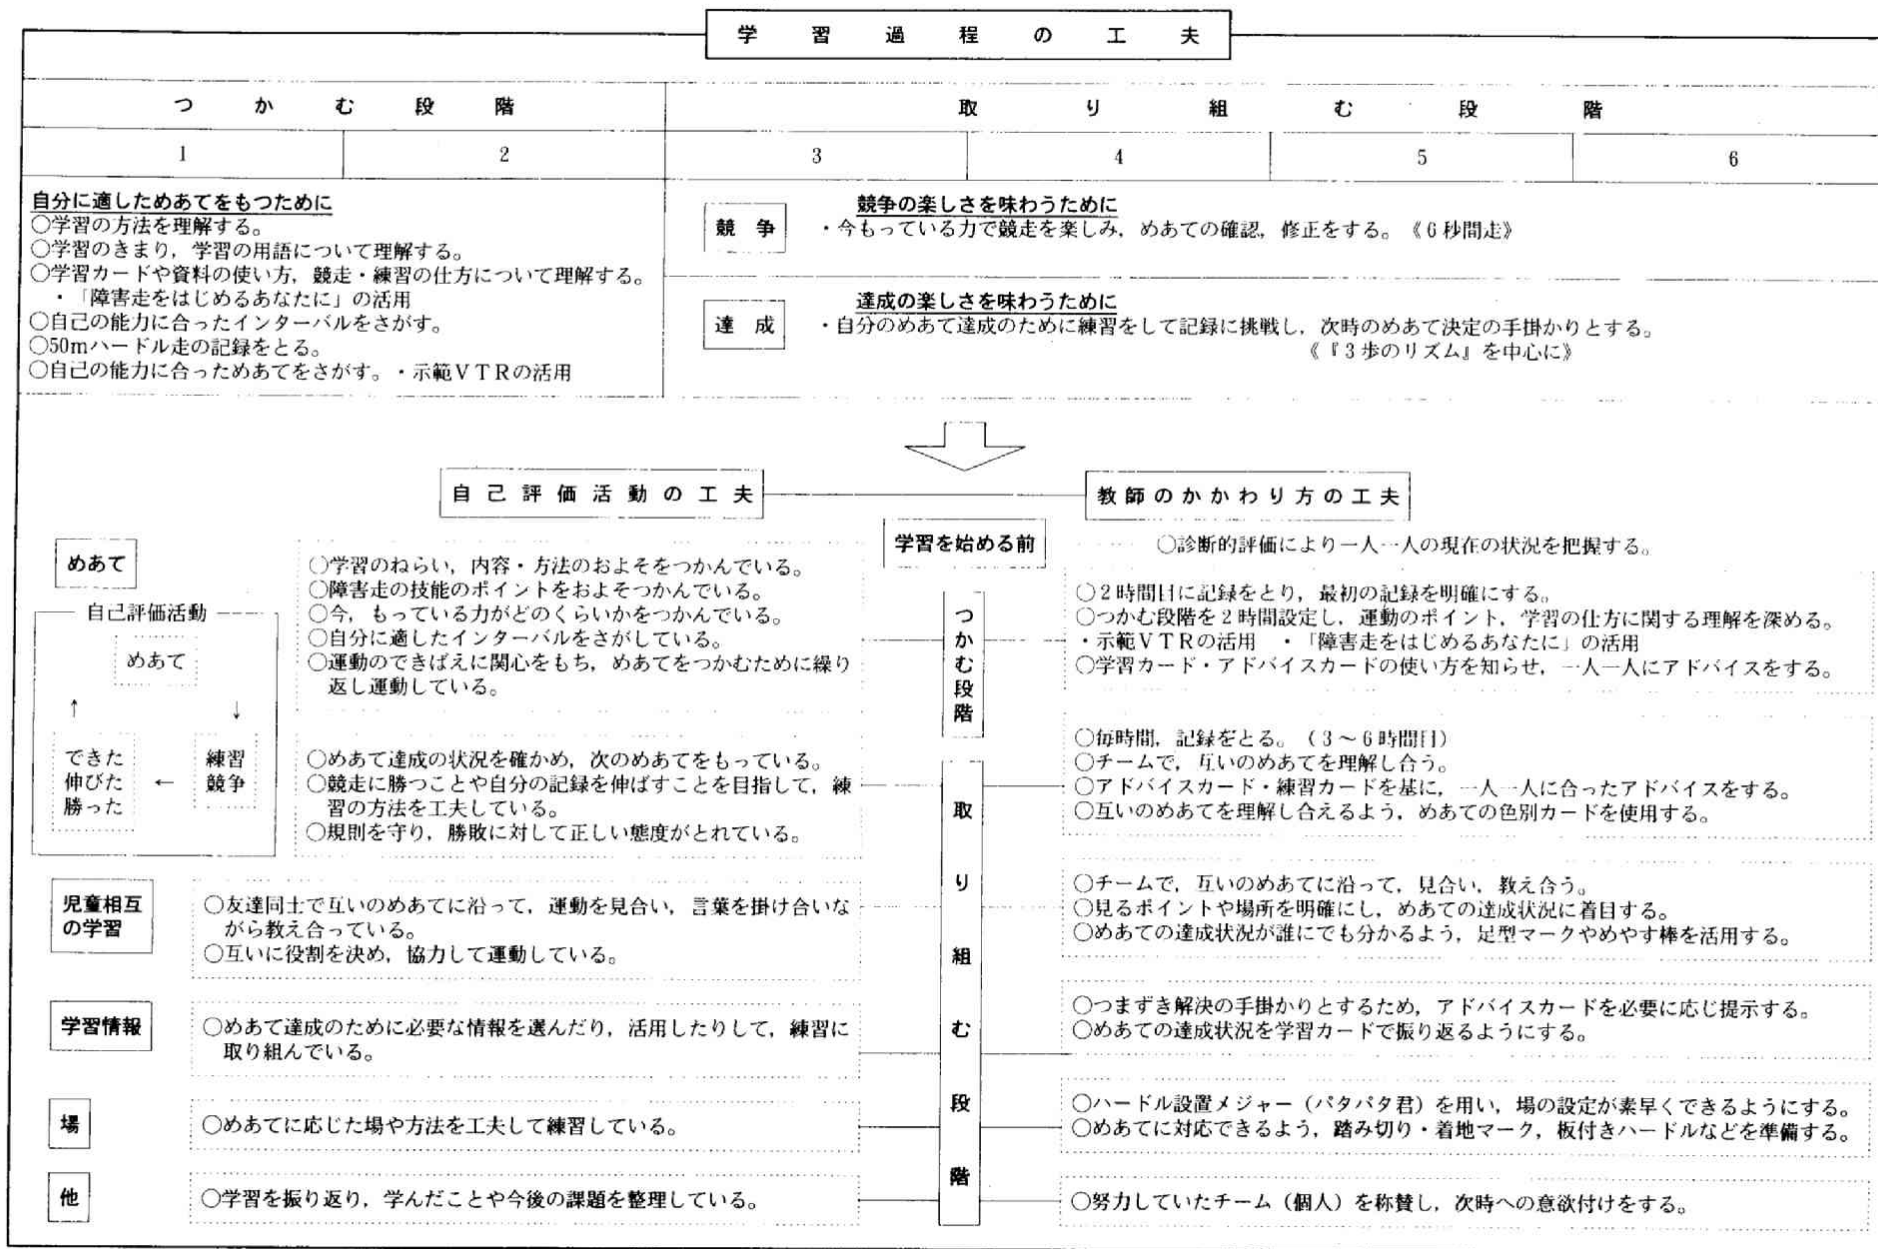 学習過程の工夫
つかむ段階
取り組む段階
1 2 3 4 5 6
自分に適しためあてをもつために
○学習の方法を理解する。
○学習のきまり，学習の用語について理解する。
○学習カードや資料の使い方，競走・練習の仕方について理解する。
・「障害走をはじめるあなたに」の活用
○自己の能力に合ったインターバルをさがす。
○50mハードル走の記録をとる。
○自己の能力に合っためあてをさがす。・示範VTRの活用
競争
競争の楽しさを味わうために
・今もっている力で競走を楽しみ，めあての確認，修正をする。《6秒間走》
達成
達成の楽しさを味わうために
・自分のめあて達成のために練習をして記録に挑戦し，次時のめあて決定の手掛かりとする。
《『3歩のリズム』を中心に》
自己評価活動の工夫
教師のかかわり方の工夫
学習を始める前
○診断的評価により一人一人の現在の状況を把握する。
めあて
自己評価活動
めあて
↑ ↓
できた
伸びた
勝った
←
練習
競争
○学習のねらい，内容・方法のおよそをつかんでいる。
○障害走の技能のポイントをおよそつかんでいる。
○今，もっている力がどのくらいかをつかんでいる。
○自分に適したインターバルをさがしている。
○運動のできばえに関心をもち，めあてをつかむために繰り
返し運動している。
つかむ段階
○2時間目に記録をとり，最初の記録を明確にする。
○つかむ段階を2時間設定し，運動のポイント，学習の仕方に関する理解を深める。
・示範VTRの活用　・「障害走をはじめるあなたに」の活用
○学習カード・アドバイスカードの使い方を知らせ，一人一人にアドバイスをする。
○めあて達成の状況を確かめ，次のめあてをもっている。
○競走に勝つことや自分の記録を伸ばすことを目指して，練
習の方法を工夫している。
○規則を守り，勝敗に対して正しい態度がとれている。
取り組む段階
○毎時間，記録をとる。（3～6時間目）
○チームで，互いのめあてを理解し合う。
○アドバイスカード・練習カードを基に，一人一人に合ったアドバイスをする。
○互いのめあてを理解し合えるよう，めあての色別カードを使用する。
児童相互
の学習
○友達同士で互いのめあてに沿って，運動を見合い，言葉を掛け合いな
がら教え合っている。
○互いに役割を決め，協力して運動している。
○チームで，互いのめあてに沿って，見合い，教え合う。
○見るポイントや場所を明確にし，めあての達成状況に着目する。
○めあての達成状況が誰にでも分かるよう，足型マークやめやす棒を活用する。
学習情報
○めあて達成のために必要な情報を選んだり，活用したりして，練習に
取り組んでいる。
○つまずき解決の手掛かりとするため，アドバイスカードを必要に応じ提示する。
○めあての達成状況を学習カードで振り返るようにする。
場
○めあてに応じた場や方法を工夫して練習している。
○ハードル設置メジャー（パタパタ君）を用い，場の設定が素早くできるようにする。
○めあてに対応できるよう，踏み切り・着地マーク，板付きハードルなどを準備する。
他
○学習を振り返り，学んだことや今後の課題を整理している。
○努力していたチーム（個人）を称賛し，次時への意欲付けをする。